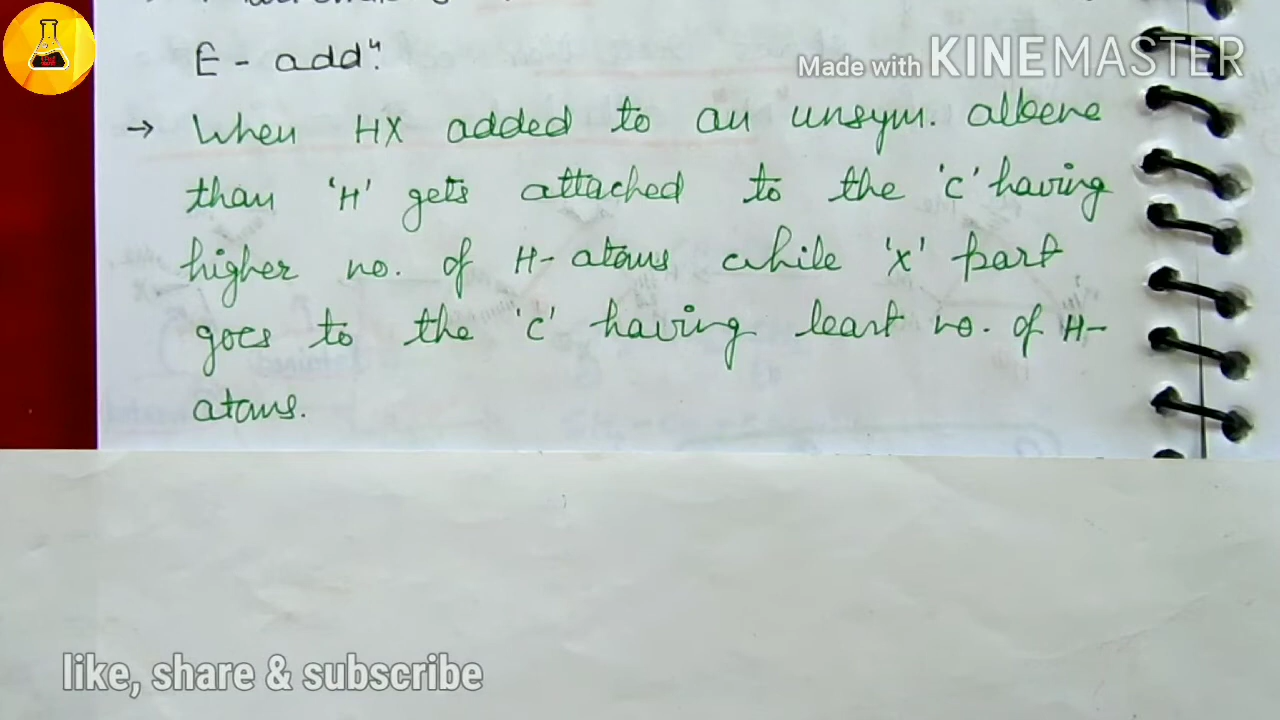 E - addⁿ.
Made with KINEMASTER
→ When HX added to an unsym. albene
than 'H' gets attached to the 'C' having
higher no. of H-atoms while 'X' part
goes to the 'C' having least no. of H-
atoms.
like, share & subscribe